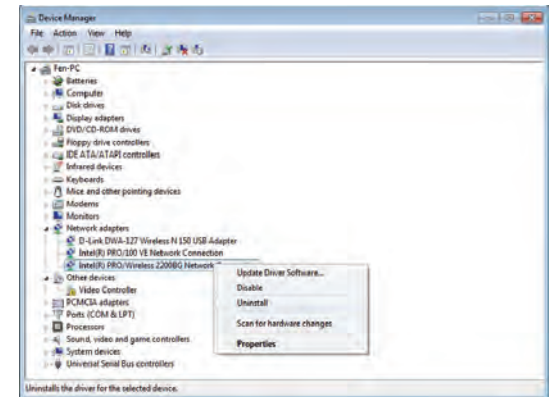 Device Manager
File Action View Help
Fen-PC
Batteries
Computer
Disk drives
Display adapters
DVD/CD-ROM drives
Floppy drive controllers
IDE ATA/ATAPI controllers
Infrared devices
Keyboards
Mice and other pointing devices
Modems
Monitors
Network adapters
D-Link DWA-127 Wireless N 150 USB Adapter
Intel(R) PRO/100 VE Network Connection
Intel(R) PRO/Wireless 2200BG Network
Other devices
Video Controller
PCMCIA adapters
Ports (COM & LPT)
Processors
Sound, video and game controllers
System devices
Universal Serial Bus controllers
Update Driver Software...
Disable
Uninstall
Scan for hardware changes
Properties
Uninstalls the driver for the selected device.